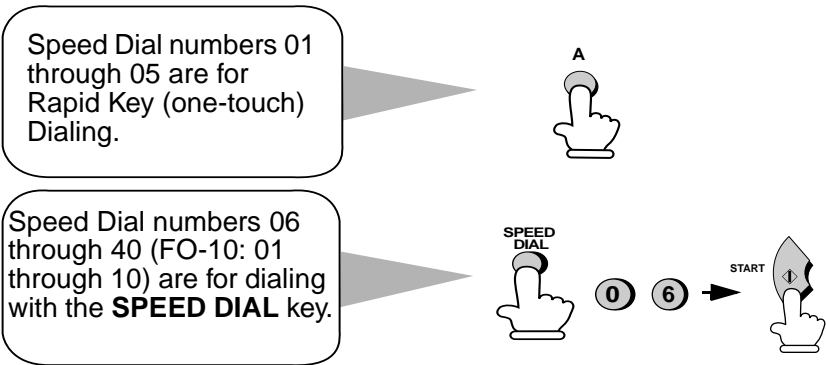 Speed Dial numbers 01
through 05 are for
Rapid Key (one-touch)
Dialing.
A
Speed Dial numbers 06
through 40 (FO-10: 01
through 10) are for dialing
with the SPEED DIAL key.
SPEED
DIAL
0 6
START